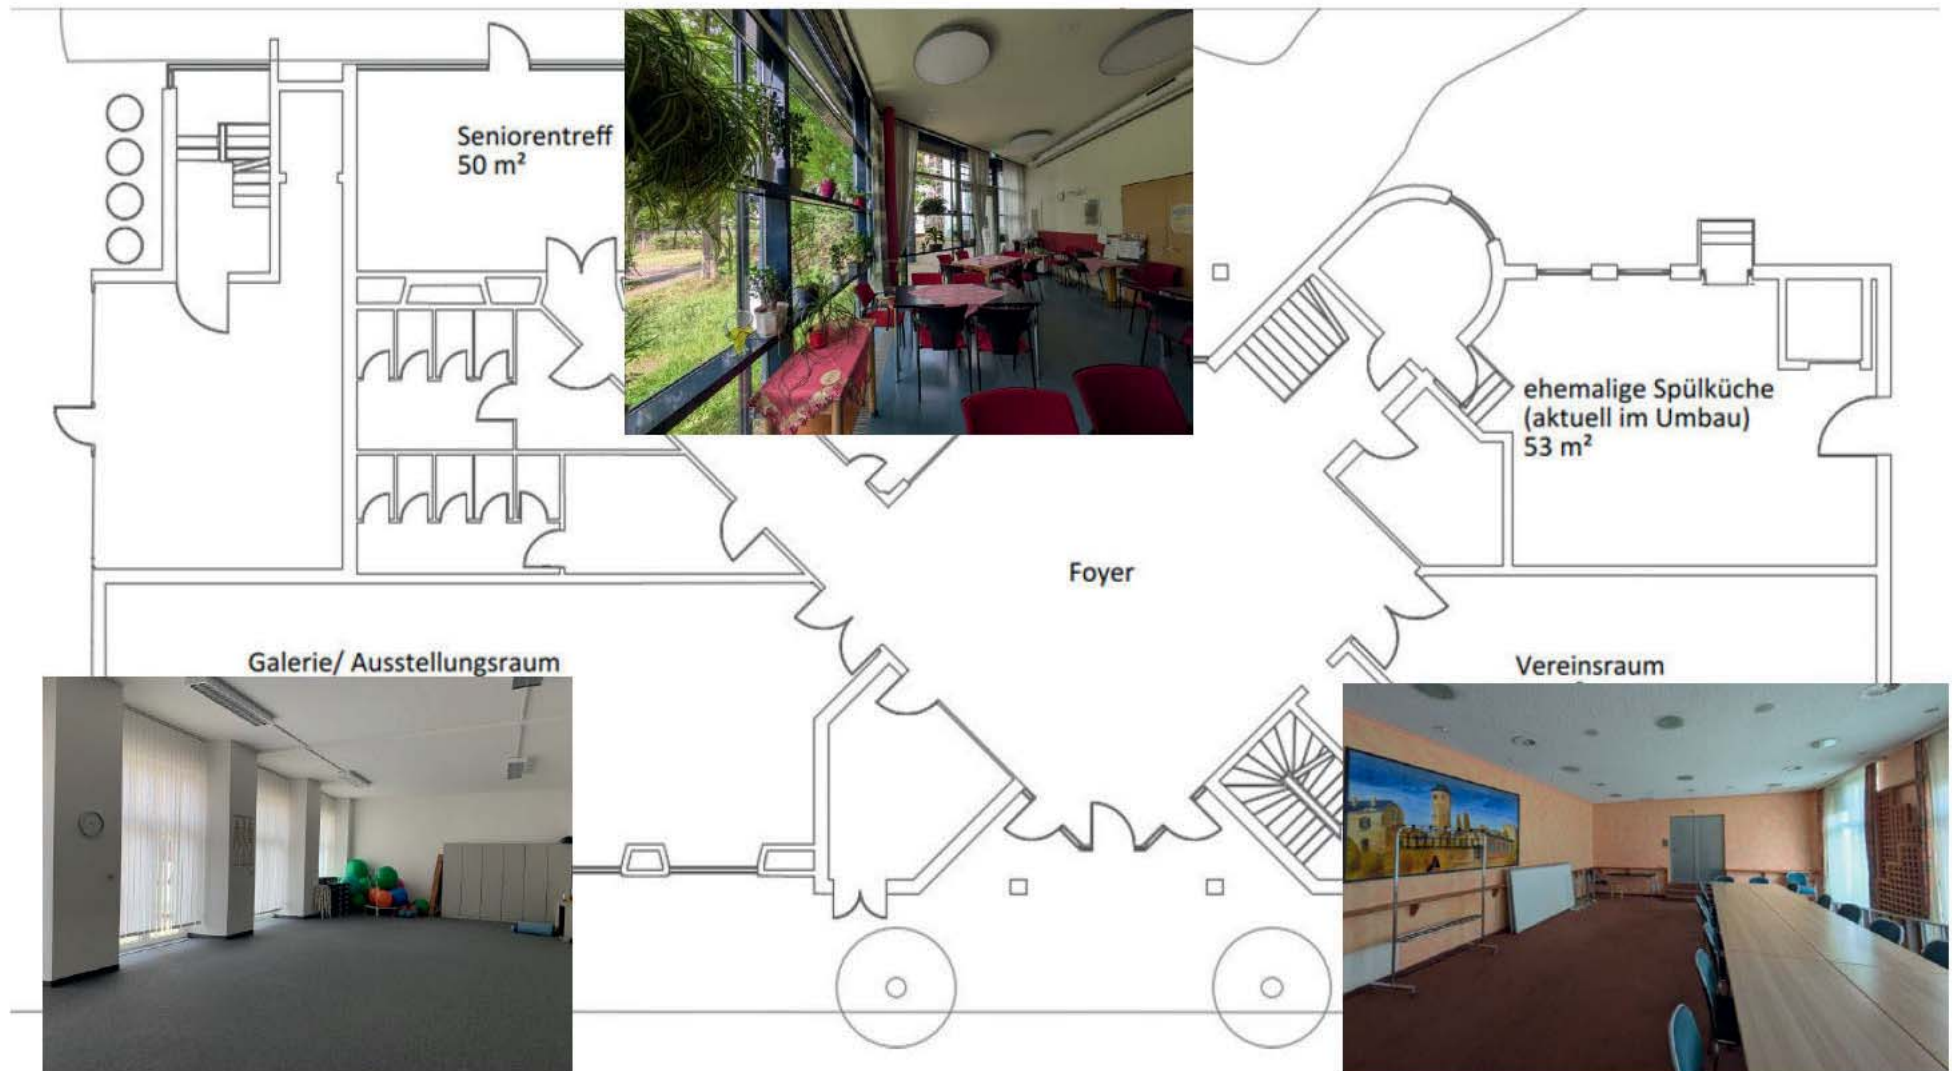 Seniorentreff
50 m²
ehemalige Spülküche
(aktuell im Umbau)
53 m²
Foyer
Galerie/ Ausstellungsraum
Vereinsraum